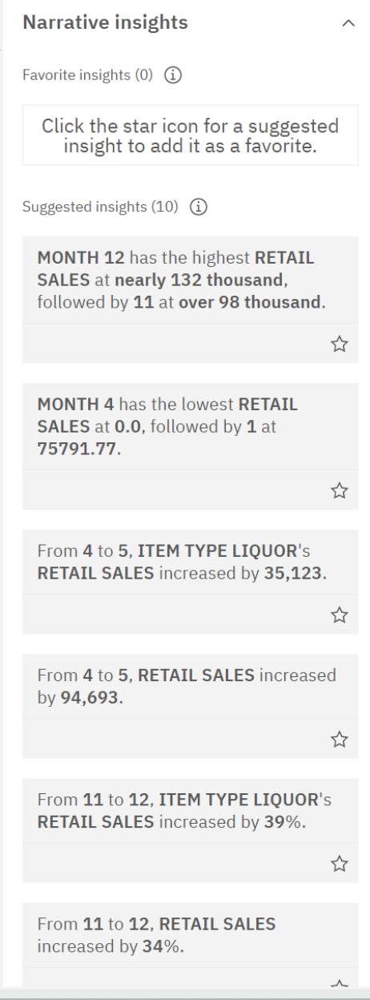 Narrative insights
Favorite insights (0)
Click the star icon for a suggested
insight to add it as a favorite.
Suggested insights (10)
MONTH 12 has the highest RETAIL
SALES at nearly 132 thousand,
followed by 11 at over 98 thousand.
MONTH 4 has the lowest RETAIL
SALES at 0.0, followed by 1 at
75791.77.
From 4 to 5, ITEM TYPE LIQUOR's
RETAIL SALES increased by 35,123.
From 4 to 5, RETAIL SALES increased
by 94,693.
From 11 to 12, ITEM TYPE LIQUOR's
RETAIL SALES increased by 39%.
From 11 to 12, RETAIL SALES
increased by 34%.